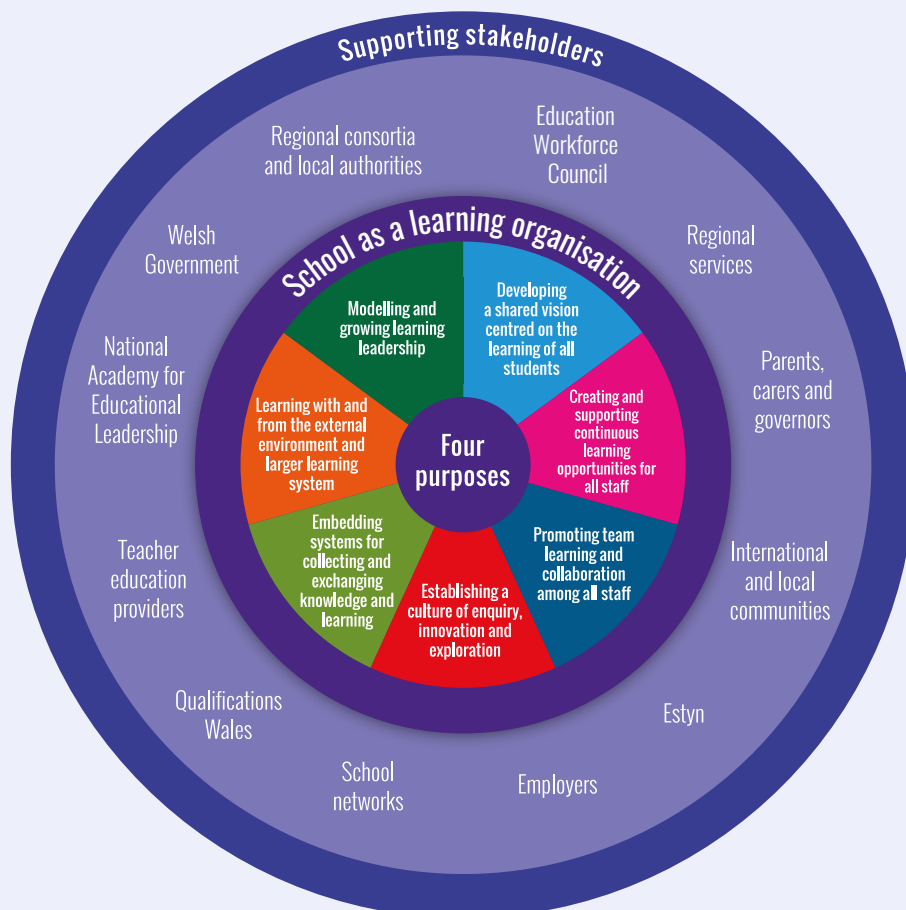 Supporting stakeholders
Education
Workforce
Council
Regional
services
Parents,
carers and
governors
International
and local
communities
Estyn
Employers
School
networks
Qualifications
Wales
Teacher
education
providers
National
Academy for
Educational
Leadership
Welsh
Government
Regional consortia
and local authorities
School as a learning organisation
Developing
a shared vision
centred on the
learning of all
students
Creating and
supporting
continuous
learning
opportunities for
all staff
Promoting team
learning and
collaboration
among all staff
Establishing a
culture of enquiry,
innovation and
exploration
Embedding
systems for
collecting and
exchanging
knowledge and
learning
Learning with and
from the external
environment and
larger learning
system
Modelling and
growing learning
leadership
Four
purposes